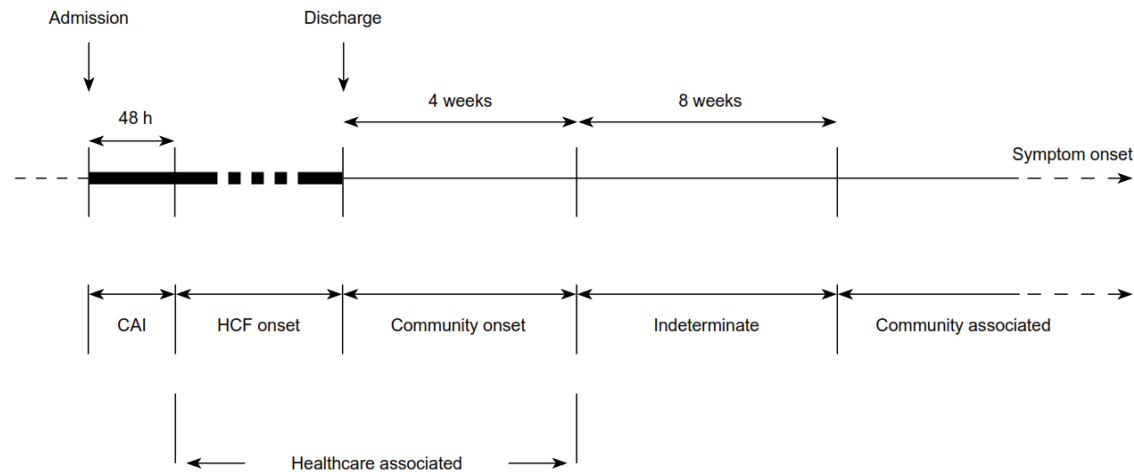 Admission
Discharge
48 h
4 weeks
8 weeks
Symptom onset
CAI
HCF onset
Community onset
Indeterminate
Community associated
Healthcare associated